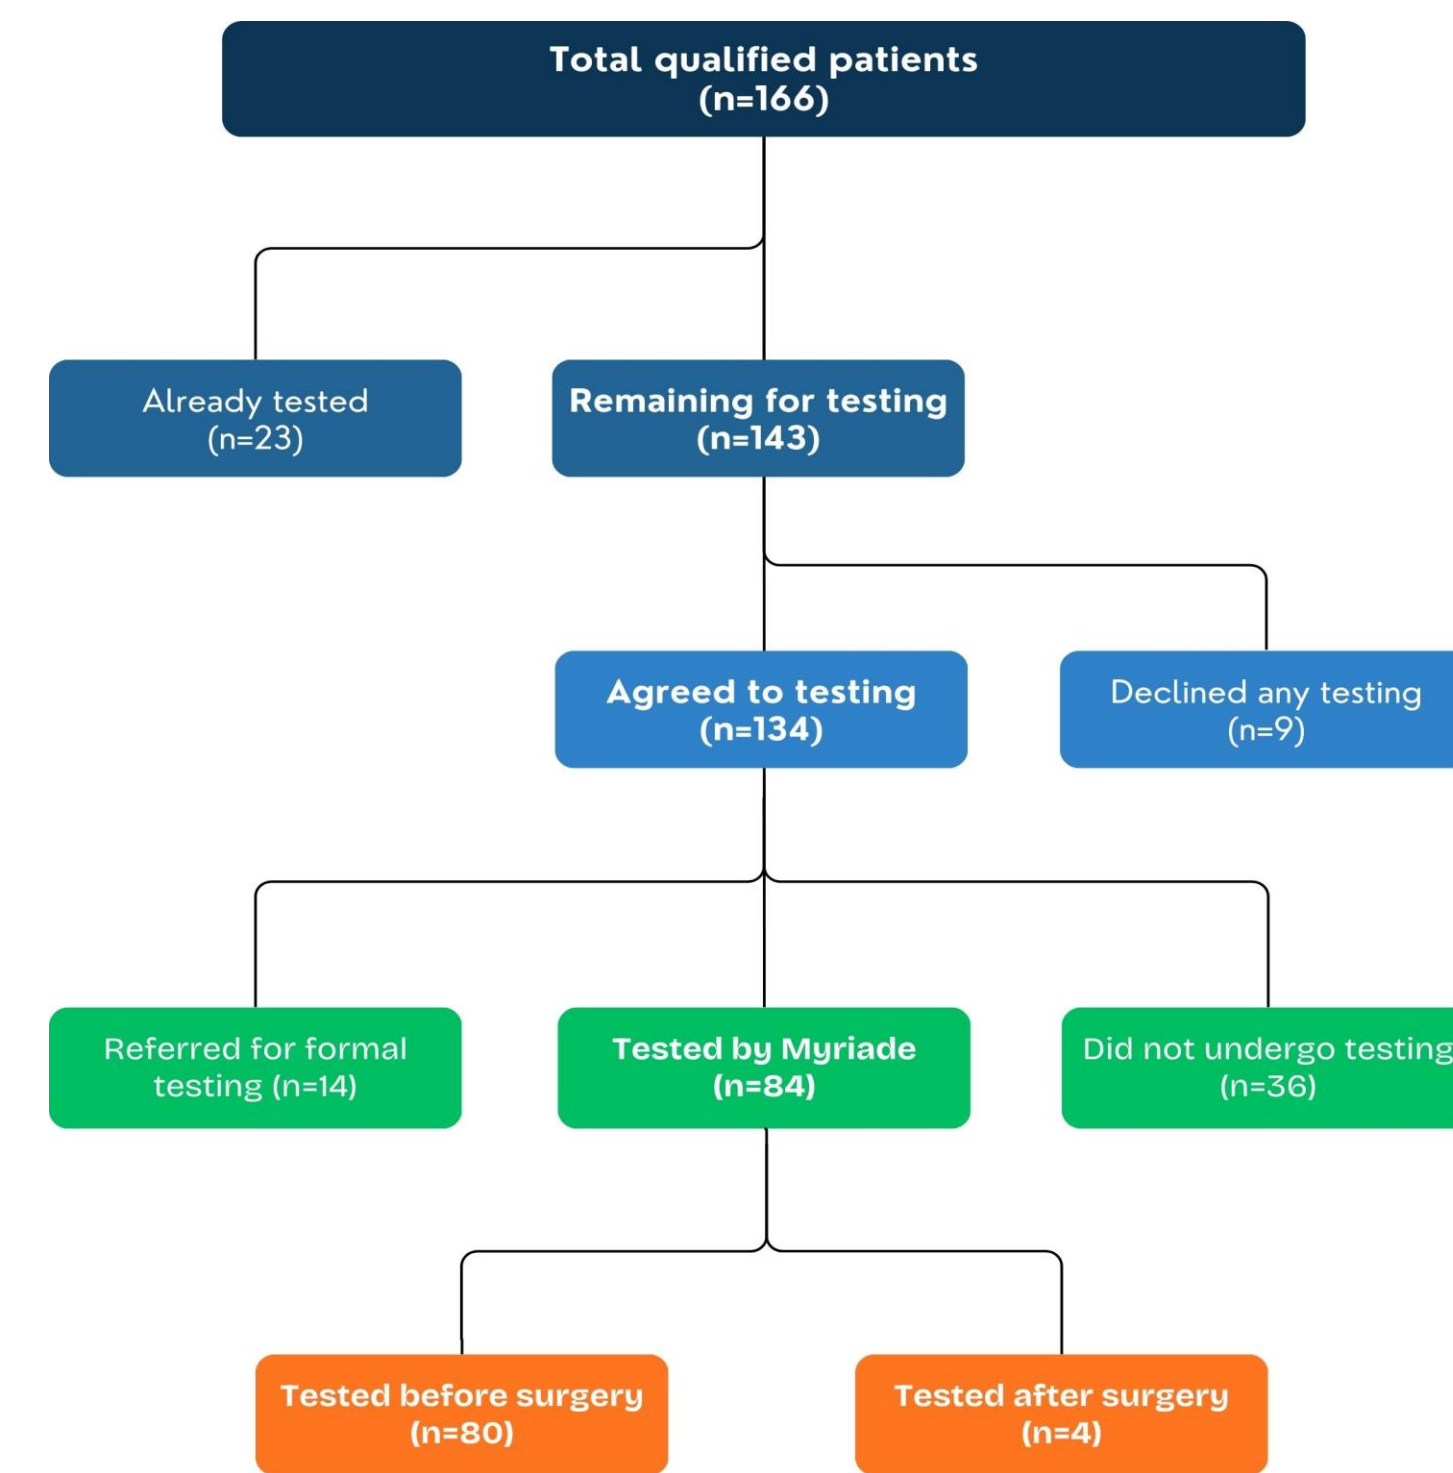 Total qualified patients
(n=166)
Already tested
(n=23)
Remaining for testing
(n=143)
Agreed to testing
(n=134)
Declined any testing
(n=9)
Referred for formal
testing (n=14)
Tested by Myriade
(n=84)
Did not undergo testing
(n=36)
Tested before surgery
(n=80)
Tested after surgery
(n=4)